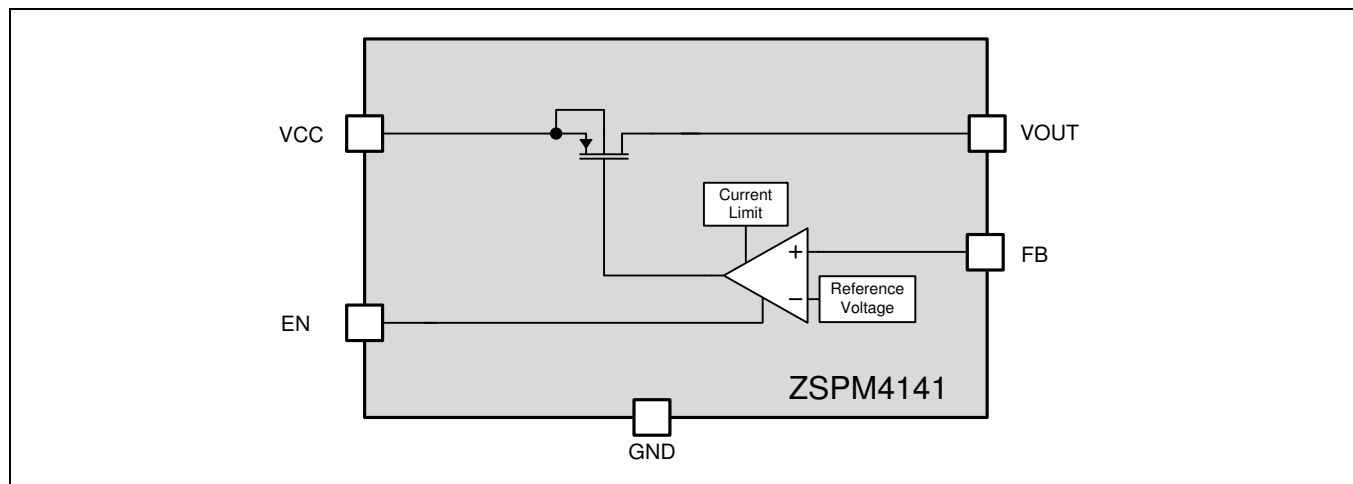 VCC
VOUT
Current
Limit
+
FB
−
Reference
Voltage
EN
ZSPM4141
GND